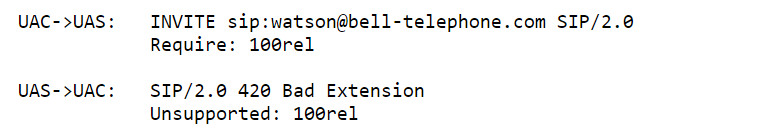 UAC->UAS:   INVITE sip:watson@bell-telephone.com SIP/2.0
            Require: 100rel
UAS->UAC:   SIP/2.0 420 Bad Extension
            Unsupported: 100rel